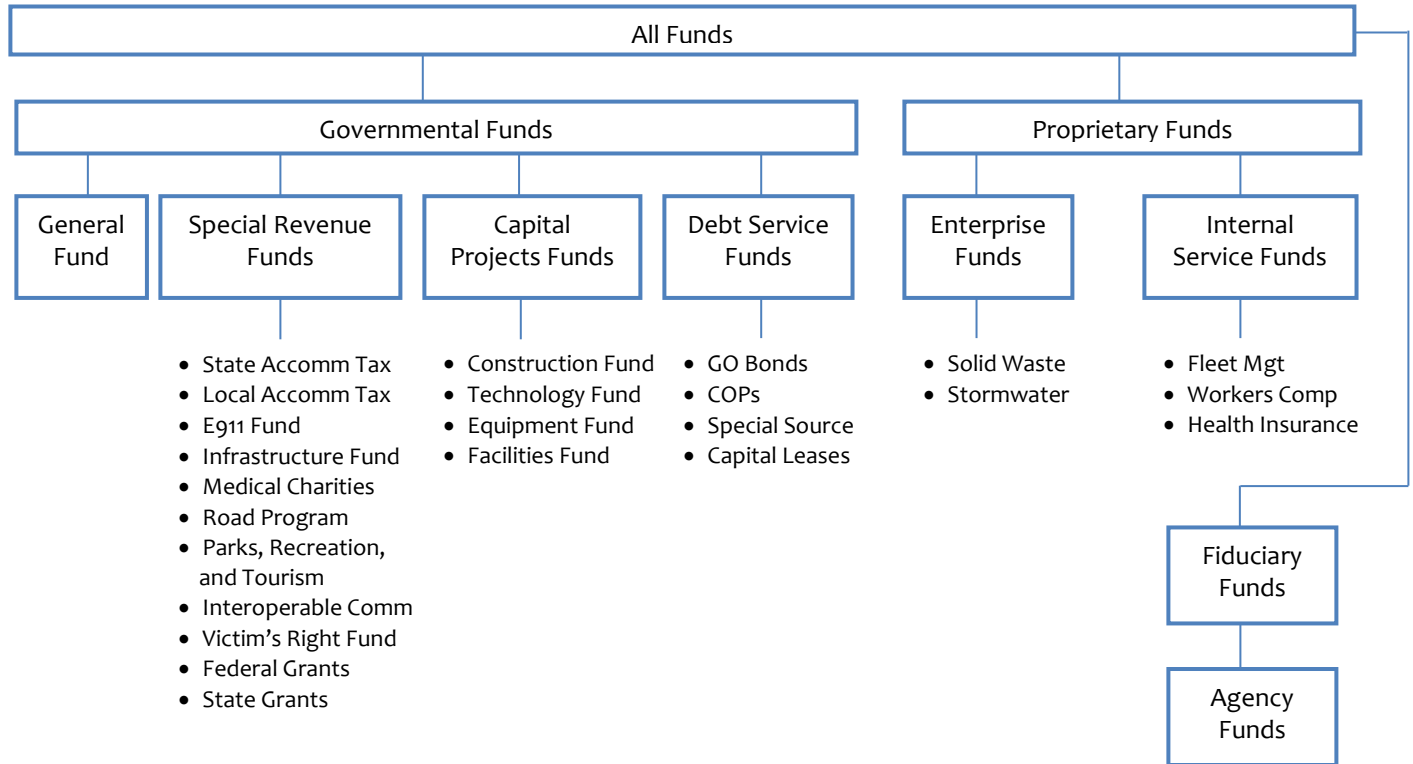 All Funds
Governmental Funds
Proprietary Funds
General
Fund
Special Revenue
Funds
Capital
Projects Funds
Debt Service
Funds
Enterprise
Funds
Internal
Service Funds
• State Accomm Tax
• Local Accomm Tax
• E911 Fund
• Infrastructure Fund
• Medical Charities
• Road Program
• Parks, Recreation,
and Tourism
• Interoperable Comm
• Victim’s Right Fund
• Federal Grants
• State Grants
• Construction Fund
• Technology Fund
• Equipment Fund
• Facilities Fund
• GO Bonds
• COPs
• Special Source
• Capital Leases
• Solid Waste
• Stormwater
• Fleet Mgt
• Workers Comp
• Health Insurance
Fiduciary
Funds
Agency
Funds